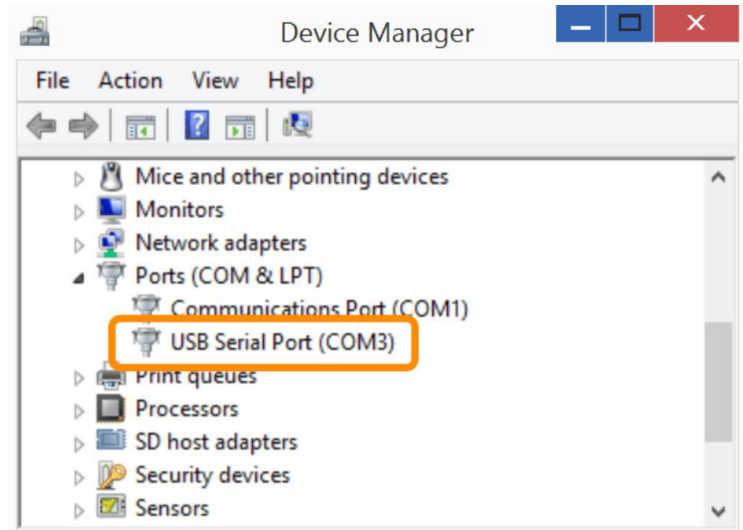 Device Manager
File Action View Help
Mice and other pointing devices
Monitors
Network adapters
Ports (COM & LPT)
Communications Port (COM1)
USB Serial Port (COM3)
Print queues
Processors
SD host adapters
Security devices
Sensors